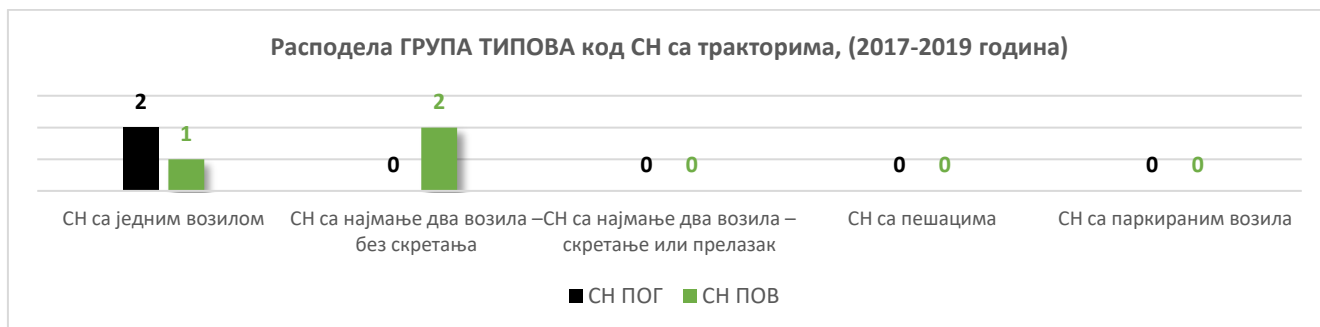 Расподела ГРУПА ТИПОВА код СН са тракторима, (2017-2019 година)
2
1
0
2
0
0
0
0
0
0
СН са једним возилом
СН са најмање два возила –
без скретања
СН са најмање два возила –
скретање или прелазак
СН са пешацима
СН са паркираним возила
СН ПОГ
СН ПОВ